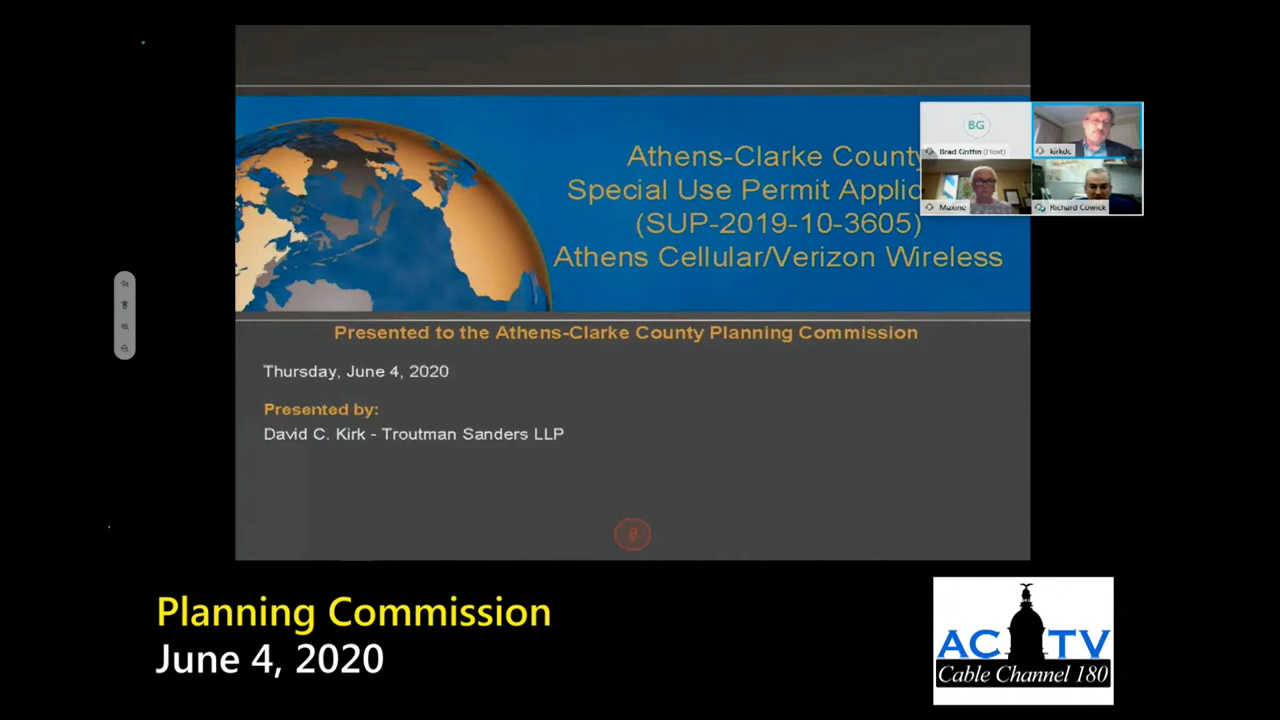 Athens-Clarke County
Special Use Permit Applic
(SUP-2019-10-3605)
Athens Cellular/Verizon Wireless
BG
Brad Griffin (Host)
kirkdc
Maxine
Richard Cowick
Presented to the Athens-Clarke County Planning Commission
Thursday, June 4, 2020
Presented by:
David C. Kirk - Troutman Sanders LLP
Planning Commission
June 4, 2020
ACTV
Cable Channel 180